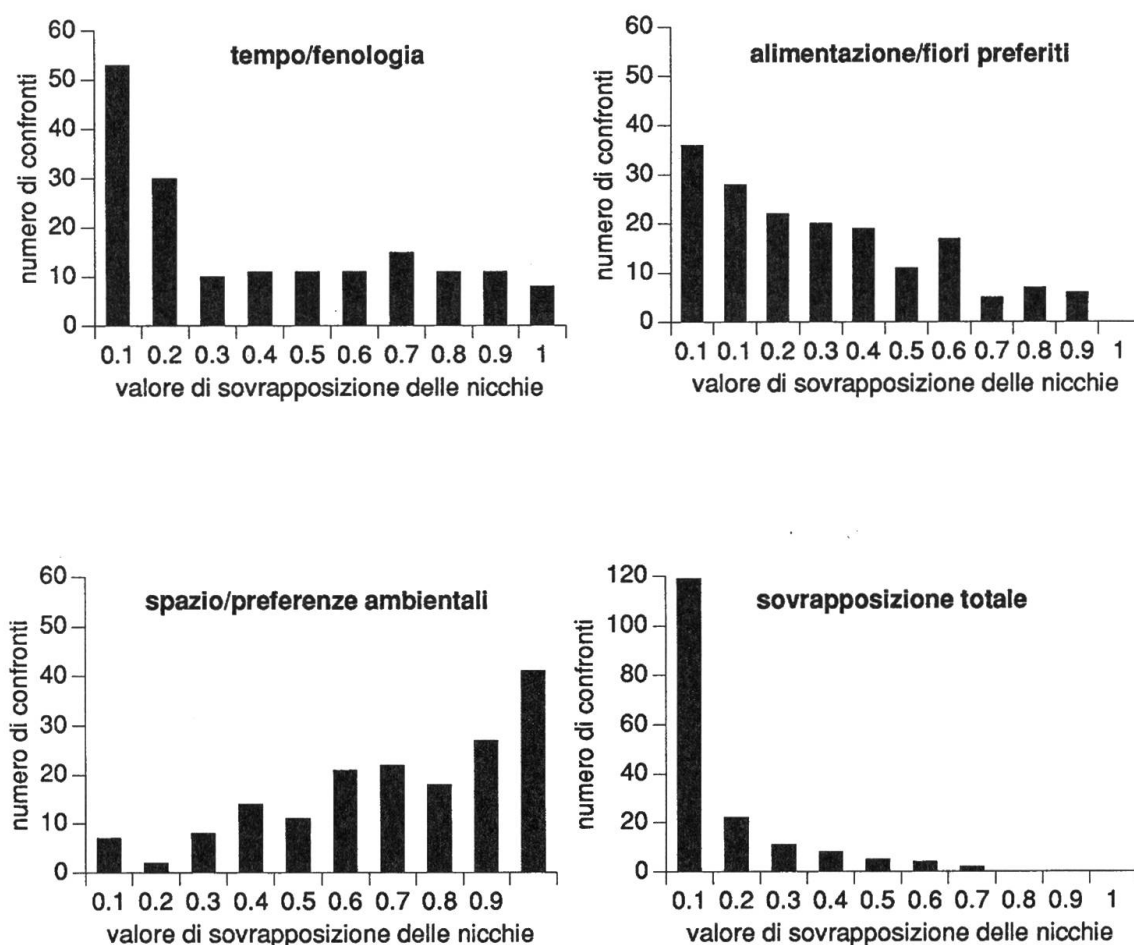 tempo/fenologia
numero di confronti
60
50
40
30
20
10
0
0.1 0.2 0.3 0.4 0.5 0.6 0.7 0.8 0.9 1
valore di sovrapposizione delle nicchie
alimentazione/fiori preferiti
numero di confronti
60
50
40
30
20
10
0
0.1 0.1 0.2 0.3 0.4 0.5 0.6 0.7 0.8 0.9 1
valore di sovrapposizione delle nicchie
spazio/preferenze ambientali
numero di confronti
60
50
40
30
20
10
0
0.1 0.2 0.3 0.4 0.5 0.6 0.7 0.8 0.9
valore di sovrapposizione delle nicchie
sovrapposizione totale
numero di confronti
120
100
80
60
40
20
0
0.1 0.2 0.3 0.4 0.5 0.6 0.7 0.8 0.9 1
valore di sovrapposizione delle nicchie